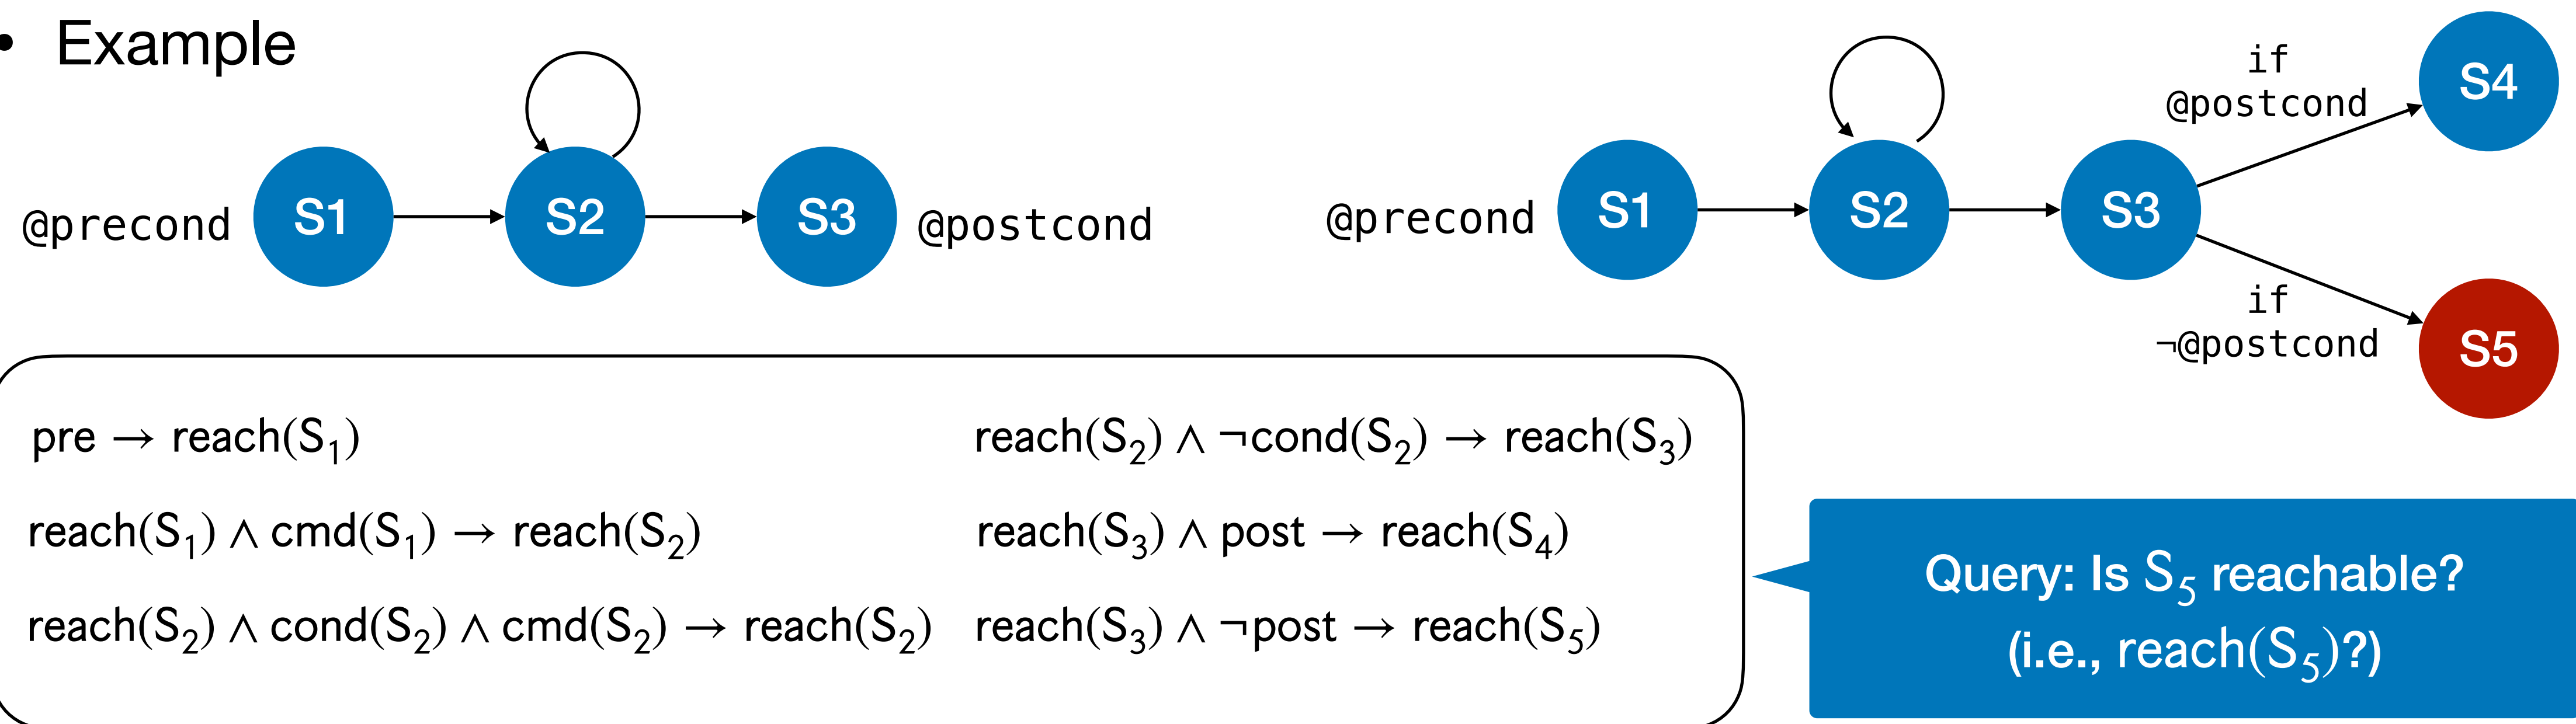 • Example
@precond
S1
S2
S3
@postcond
@precond
S1
S2
S3
if
@postcond
S4
if
¬@postcond
S5
pre → reach(S₁)
reach(S₁) ∧ cmd(S₁) → reach(S₂)
reach(S₂) ∧ cond(S₂) ∧ cmd(S₂) → reach(S₂)
reach(S₂) ∧ ¬cond(S₂) → reach(S₃)
reach(S₃) ∧ post → reach(S₄)
reach(S₃) ∧ ¬post → reach(S₅)
Query: Is S₅ reachable?
(i.e., reach(S₅)?)